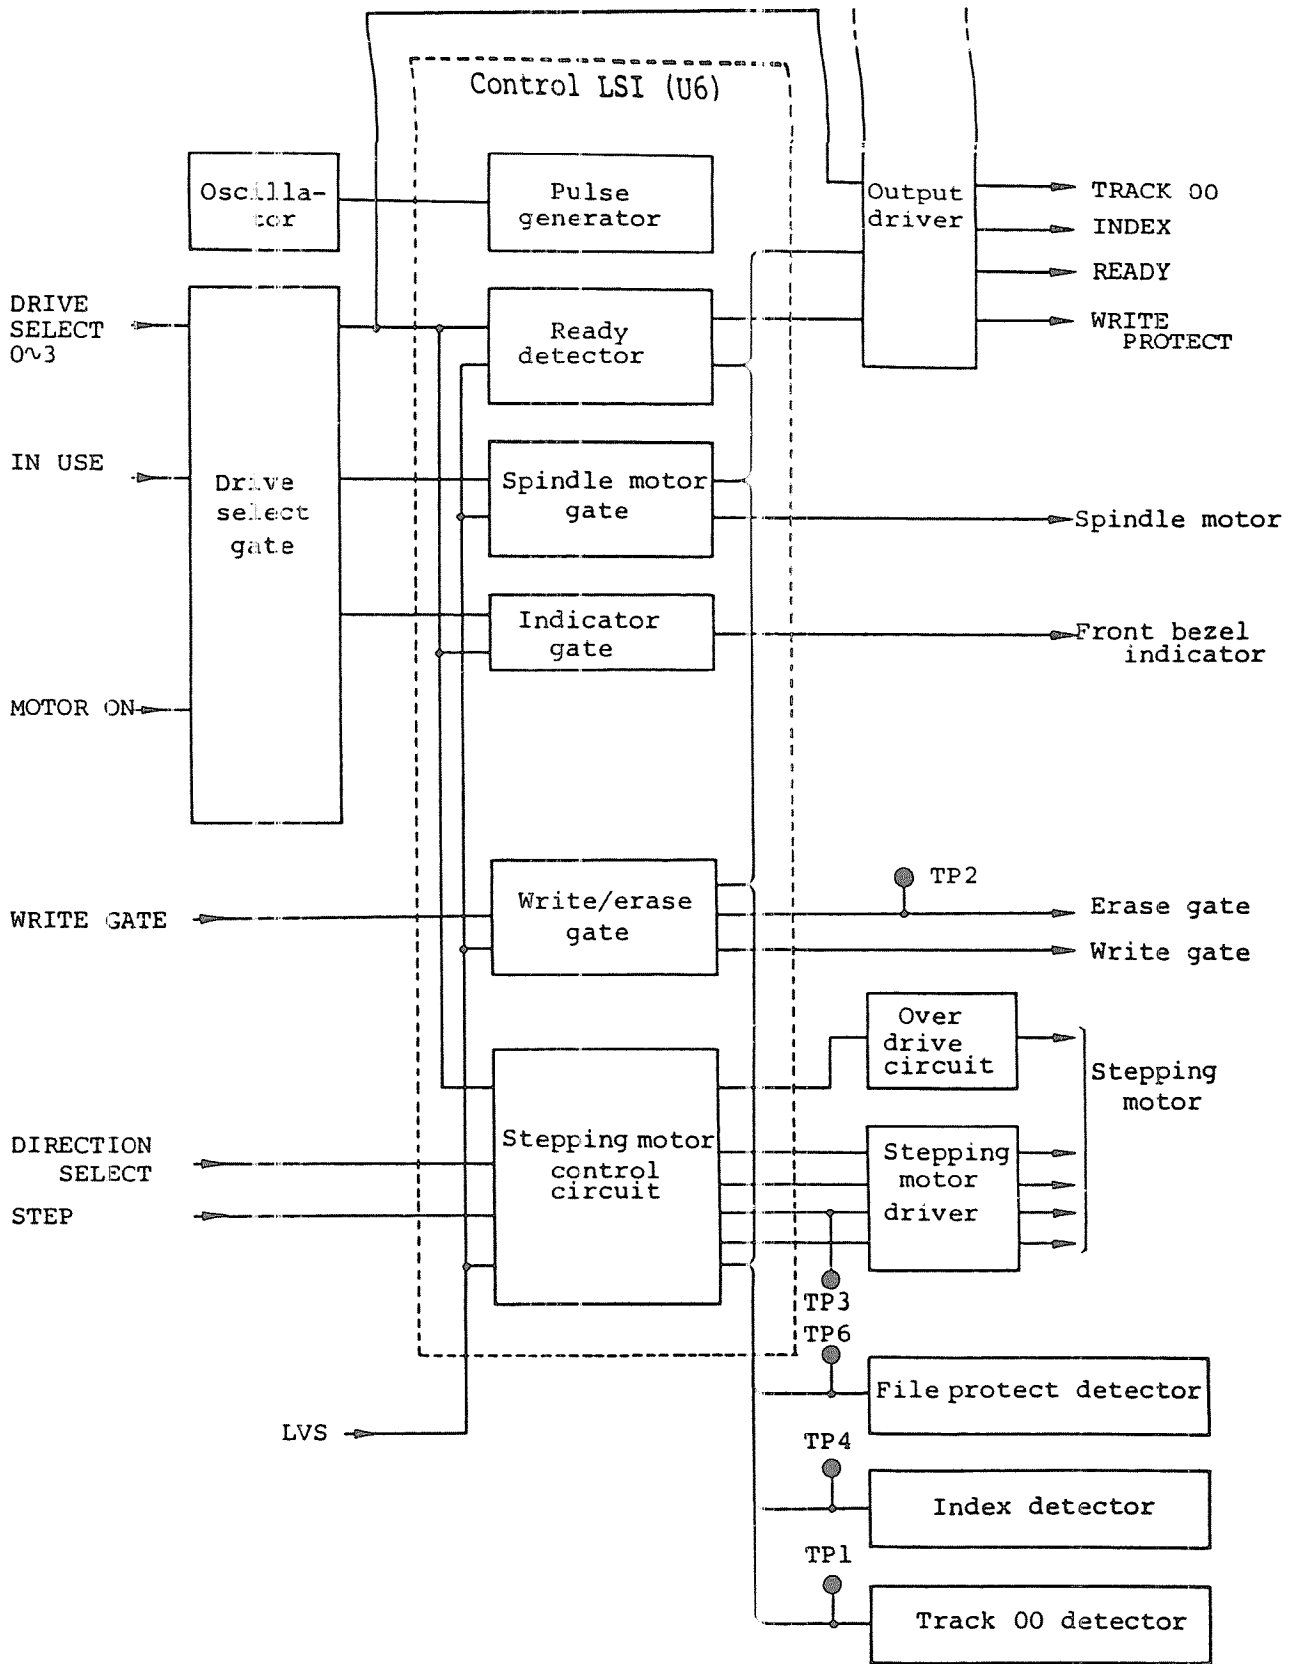 Control LSI (U6)
Oscilla-
tor
Pulse
generator
Output
driver
TRACK 00
INDEX
READY
WRITE
PROTECT
DRIVE
SELECT
0~3
Ready
detector
IN USE
Drive
select
gate
Spindle motor
gate
Spindle motor
Indicator
gate
Front bezel
indicator
MOTOR ON
WRITE GATE
Write/erase
gate
TP2
Erase gate
Write gate
Over
drive
circuit
Stepping
motor
DIRECTION
SELECT
STEP
Stepping motor
control
circuit
Stepping
motor
driver
TP3
TP6
File protect detector
LVS
TP4
Index detector
TP1
Track 00 detector